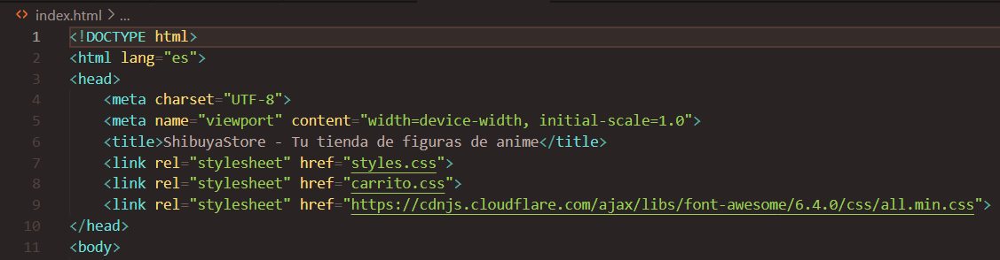 index.html > ...
1 <!DOCTYPE html>
2 <html lang="es">
3 <head>
4     <meta charset="UTF-8">
5     <meta name="viewport" content="width=device-width, initial-scale=1.0">
6     <title>ShibuyaStore - Tu tienda de figuras de anime</title>
7     <link rel="stylesheet" href="styles.css">
8     <link rel="stylesheet" href="carrito.css">
9     <link rel="stylesheet" href="https://cdnjs.cloudflare.com/ajax/libs/font-awesome/6.4.0/css/all.min.css">
10 </head>
11 <body>